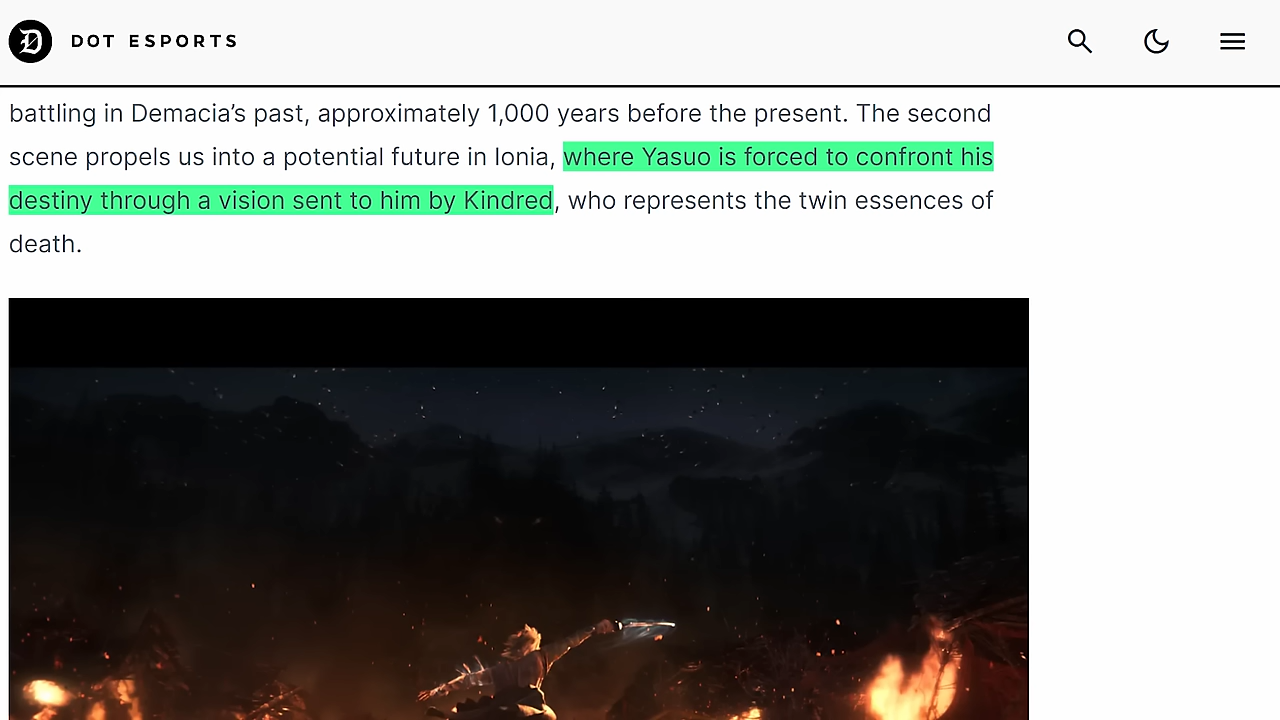 DOT ESPORTS
battling in Demacia’s past, approximately 1,000 years before the present. The second
scene propels us into a potential future in Ionia, where Yasuo is forced to confront his
destiny through a vision sent to him by Kindred, who represents the twin essences of
death.